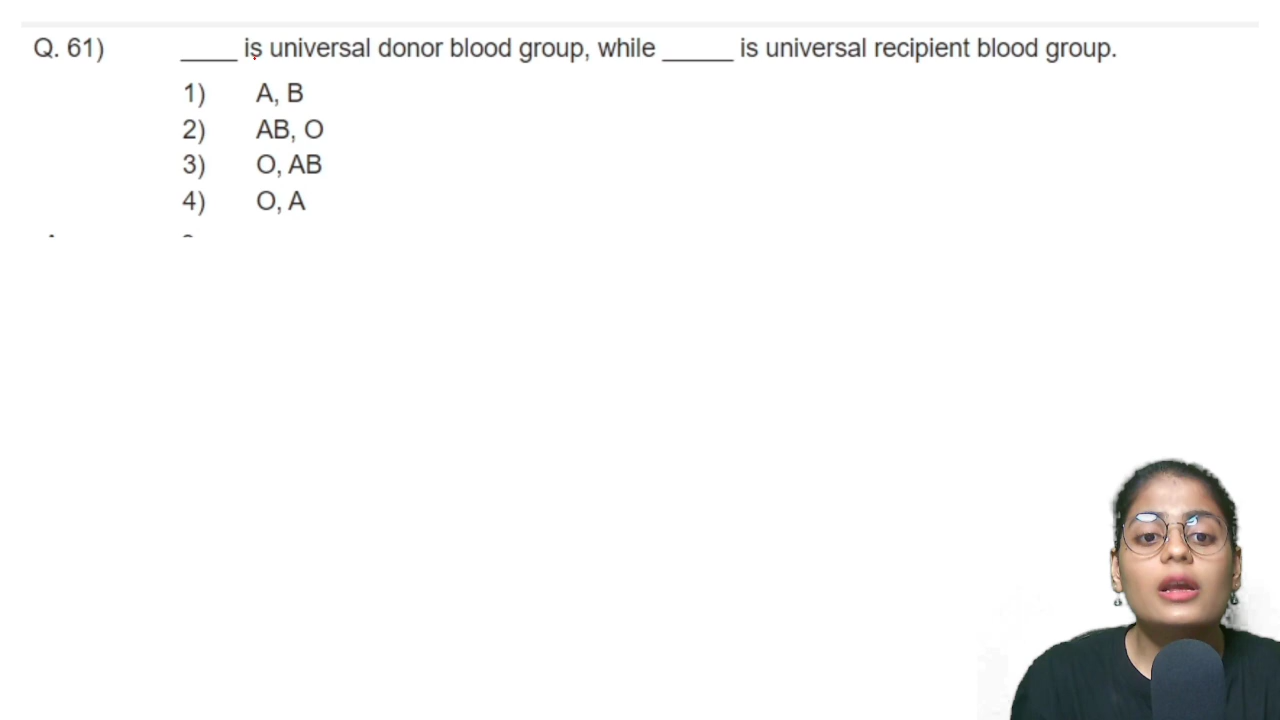 Q. 61) ____ is universal donor blood group, while _____ is universal recipient blood group.
1) A, B
2) AB, O
3) O, AB
4) O, A